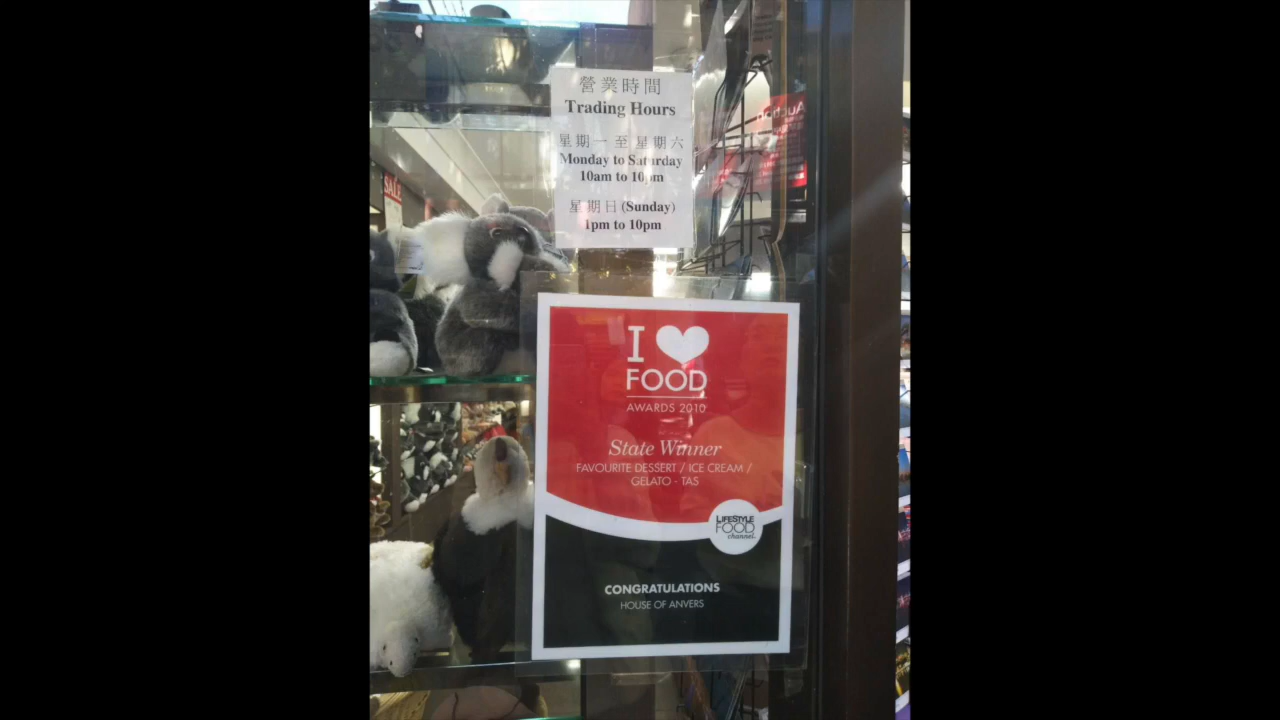 營業時間
Trading Hours
星期一 至 星期六
Monday to Saturday
10am to 10pm
星期日(Sunday)
1pm to 10pm
SALE
Auction
I ♥
FOOD
AWARDS 2010
State Winner
FAVOURITE DESSERT / ICE CREAM /
GELATO - TAS
LIFESTYLE
FOOD
channel.
CONGRATULATIONS
HOUSE OF ANVERS